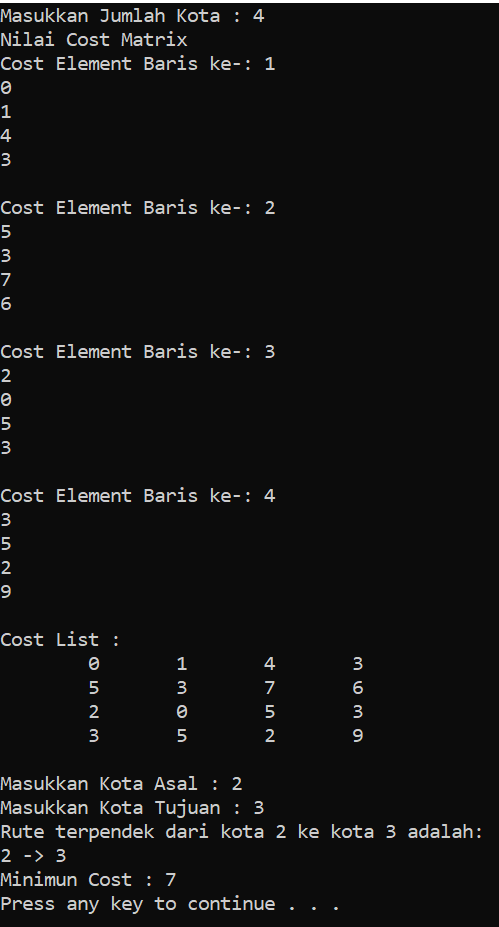 Masukkan Jumlah Kota : 4
Nilai Cost Matrix
Cost Element Baris ke-: 1
0
1
4
3
Cost Element Baris ke-: 2
5
3
7
6
Cost Element Baris ke-: 3
2
0
5
3
Cost Element Baris ke-: 4
3
5
2
9
Cost List :
0 1 4 3
5 3 7 6
2 0 5 3
3 5 2 9
Masukkan Kota Asal : 2
Masukkan Kota Tujuan : 3
Rute terpendek dari kota 2 ke kota 3 adalah:
2 -> 3
Minimun Cost : 7
Press any key to continue . . .